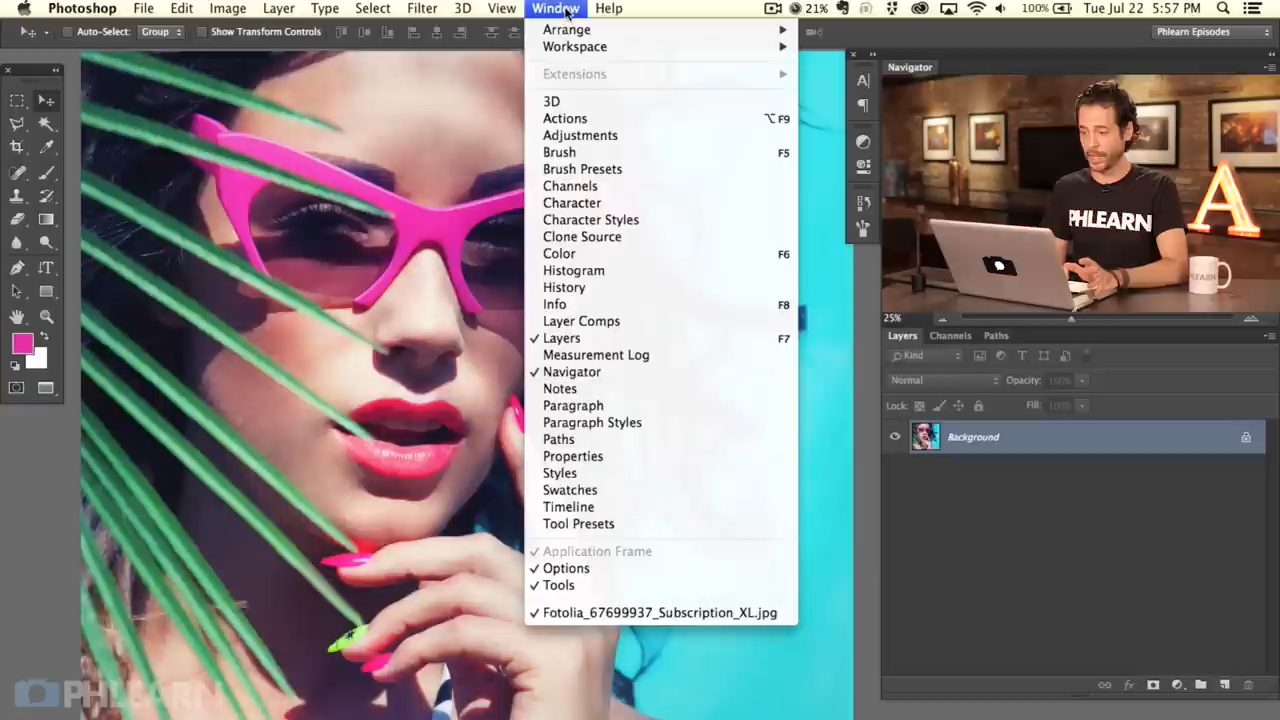 Photoshop File Edit Image Layer Type Select Filter 3D View Window Help 21% 100% Tue Jul 22 5:57 PM
Auto-Select: Group Show Transform Controls Phlearn Episodes
Arrange
Workspace
Extensions
3D
Actions ⌥F9
Adjustments
Brush F5
Brush Presets
Channels
Character
Character Styles
Clone Source
Color F6
Histogram
History
Info F8
Layer Comps
Layers F7
Measurement Log
Navigator
Notes
Paragraph
Paragraph Styles
Paths
Properties
Styles
Swatches
Timeline
Tool Presets
Application Frame
Options
Tools
Fotolia_67699937_Subscription_XL.jpg
Navigator
PHLEARN
A
25%
Layers Channels Paths
Kind
Normal Opacity: 100%
Lock: Fill: 100%
Background
PHLEARN